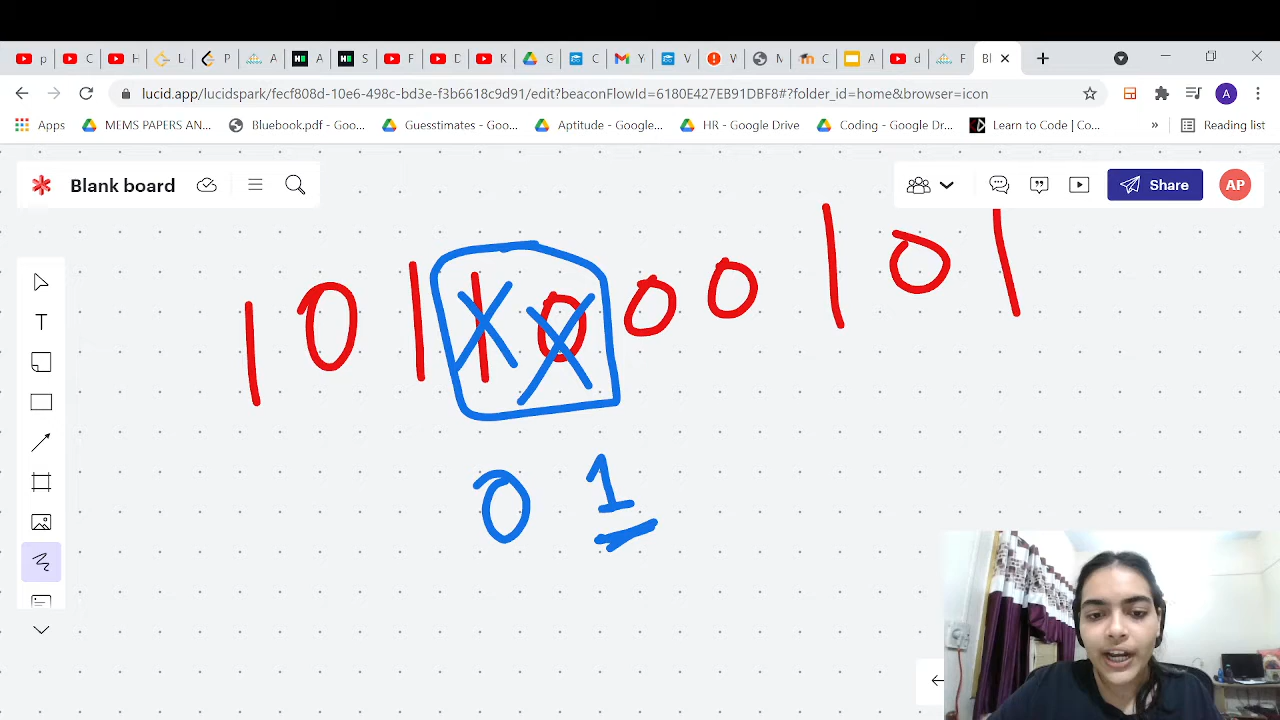 p C H L P A A S F D K G C M Y V W M C A d F Bl
lucid.app/lucidspark/fecf808d-10e6-498c-bd3e-f3b6618c9d91/edit?beaconFlowId=6180E427EB91DBF8#?folder_id=home&browser=icon A
Apps MEMS PAPERS AN... Bluebook.pdf - Goo... Guesstimates - Goo... Aptitude - Google... HR - Google Drive Coding - Google Dr... Learn to Code | Co... » Reading list
Blank board Share AP
1 0 1 1 0 0 0 1 0 1
0 1
T